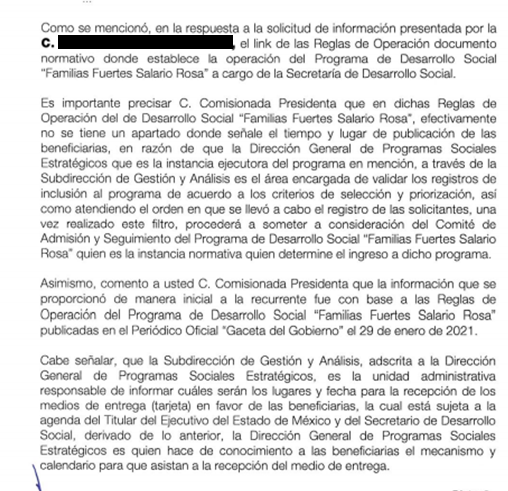 Como se mencionó, en la respuesta a la solicitud de información presentada por la
C. , el link de las Reglas de Operación documento
normativo donde establece la operación del Programa de Desarrollo Social
“Familias Fuertes Salario Rosa” a cargo de la Secretaría de Desarrollo Social.
Es importante precisar C. Comisionada Presidenta que en dichas Reglas de
Operación del de Desarrollo Social “Familias Fuertes Salario Rosa”, efectivamente
no se tiene un apartado donde señale el tiempo y lugar de publicación de las
beneficiarias, en razón de que la Dirección General de Programas Sociales
Estratégicos que es la instancia ejecutora del programa en mención, a través de la
Subdirección de Gestión y Análisis es el área encargada de validar los registros de
inclusión al programa de acuerdo a los criterios de selección y priorización, así
como atendiendo el orden en que se llevó a cabo el registro de las solicitantes, una
vez realizado este filtro, procederá a someter a consideración del Comité de
Admisión y Seguimiento del Programa de Desarrollo Social “Familias Fuertes Salario
Rosa” quien es la instancia normativa quien determine el ingreso a dicho programa.
Asimismo, comento a usted C. Comisionada Presidenta que la información que se
proporcionó de manera inicial a la recurrente fue con base a las Reglas de
Operación del Programa de Desarrollo Social “Familias Fuertes Salario Rosa”
publicadas en el Periódico Oficial “Gaceta del Gobierno” el 29 de enero de 2021.
Cabe señalar, que la Subdirección de Gestión y Análisis, adscrita a la Dirección
General de Programas Sociales Estratégicos, es la unidad administrativa
responsable de informar cuáles serán los lugares y fecha para la recepción de los
medios de entrega (tarjeta) en favor de las beneficiarias, la cual está sujeta a la
agenda del Titular del Ejecutivo del Estado de México y del Secretario de Desarrollo
Social, derivado de lo anterior, la Dirección General de Programas Sociales
Estratégicos es quien hace de conocimiento a las beneficiarias el mecanismo y
calendario para que asistan a la recepción del medio de entrega.